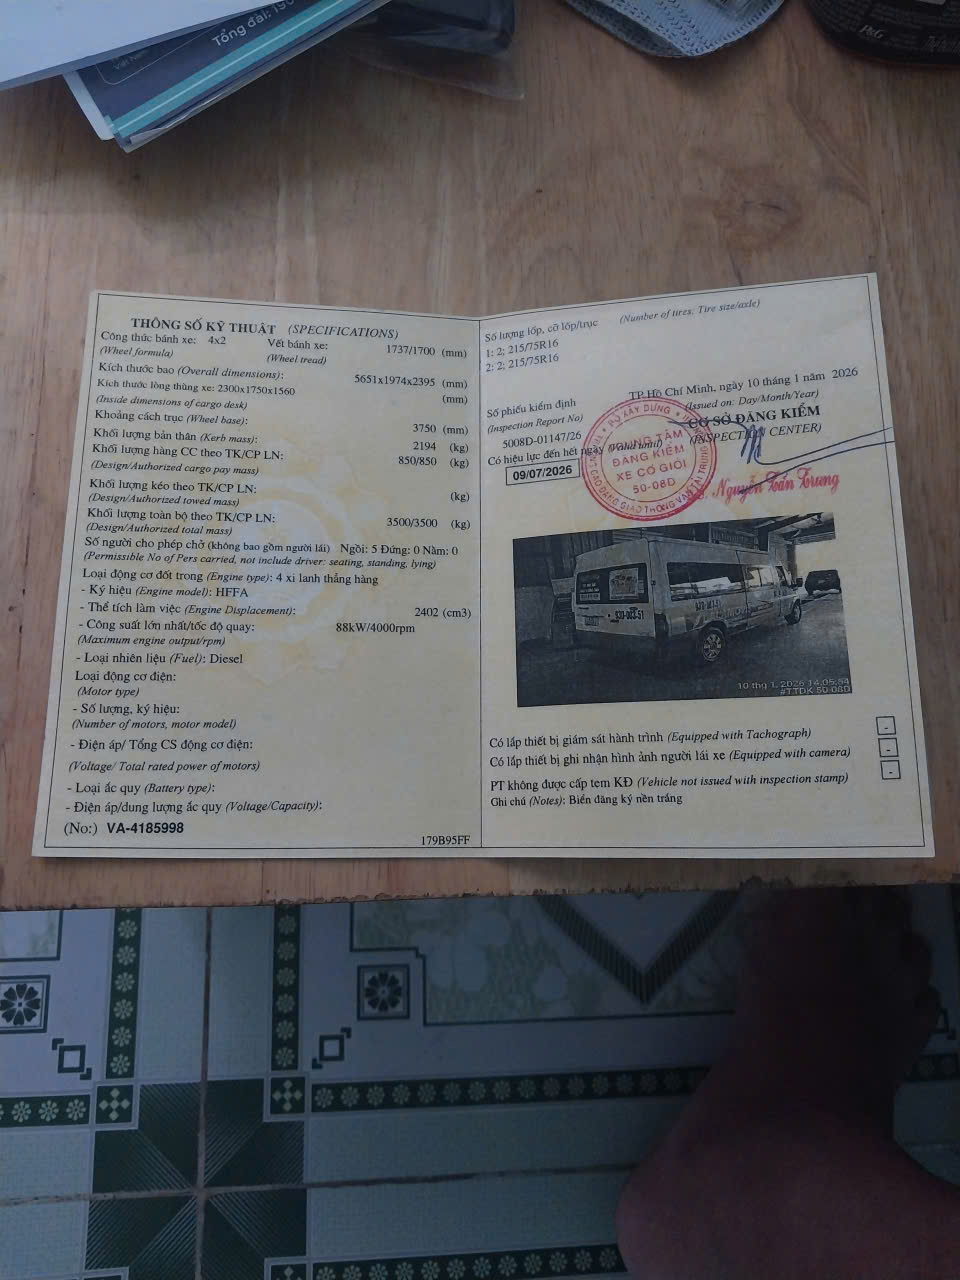 Tổng đài: 190
Việt Nam
P&G
THÔNG SỐ KỸ THUẬT (SPECIFICATIONS)
Công thức bánh xe: 4x2 Vết bánh xe: 1737/1700 (mm)
(Wheel formula) (Wheel tread)
Kích thước bao (Overall dimensions): 5651x1974x2395 (mm)
Kích thước lòng thùng xe: 2300x1750x1560 (mm)
(Inside dimensions of cargo desk)
Khoảng cách trục (Wheel base): 3750 (mm)
Khối lượng bản thân (Kerb mass): 2194 (kg)
Khối lượng hàng CC theo TK/CP LN: 850/850 (kg)
(Design/Authorized cargo pay mass)
Khối lượng kéo theo TK/CP LN: (kg)
(Design/Authorized towed mass)
Khối lượng toàn bộ theo TK/CP LN: 3500/3500 (kg)
(Design/Authorized total mass)
Số người cho phép chở (không bao gồm người lái) Ngồi: 5 Đứng: 0 Nằm: 0
(Permissible No of Pers carried, not include driver: seating, standing, lying)
Loại động cơ đốt trong (Engine type): 4 xi lanh thẳng hàng
- Ký hiệu (Engine model): HFFA
- Thể tích làm việc (Engine Displacement): 2402 (cm3)
- Công suất lớn nhất/tốc độ quay: 88kW/4000rpm
(Maximum engine output/rpm)
- Loại nhiên liệu (Fuel): Diesel
Loại động cơ điện:
(Motor type)
- Số lượng, ký hiệu:
(Number of motors, motor model)
- Điện áp/ Tổng CS động cơ điện:
(Voltage/ Total rated power of motors)
- Loại ắc quy (Battery type):
- Điện áp/dung lượng ắc quy (Voltage/Capacity):
(No:) VA-4185998
179B95FF
Số lượng lốp, cỡ lốp/trục (Number of tires, Tire size/axle)
1: 2; 215/75R16
2: 2; 215/75R16
TP Hồ Chí Minh, ngày 10 tháng 1 năm 2026
(Issued on: Day/Month/Year)
Số phiếu kiểm định
(Inspection Report No)
5008D-01147/26
CƠ SỞ ĐĂNG KIỂM
(INSPECTION CENTER)
Có hiệu lực đến hết ngày (Valid until)
09/07/2026
TRUNG TÂM
ĐĂNG KIỂM
XE CƠ GIỚI
50-08D
Nguyễn Tấn Trung
93D-003.51
10 thg 1, 2026 14:05:54
#TTDK 50 08D
Có lắp thiết bị giám sát hành trình (Equipped with Tachograph) -
Có lắp thiết bị ghi nhận hình ảnh người lái xe (Equipped with camera) -
PT không được cấp tem KĐ (Vehicle not issued with inspection stamp) -
Ghi chú (Notes): Biển đăng ký nền trắng